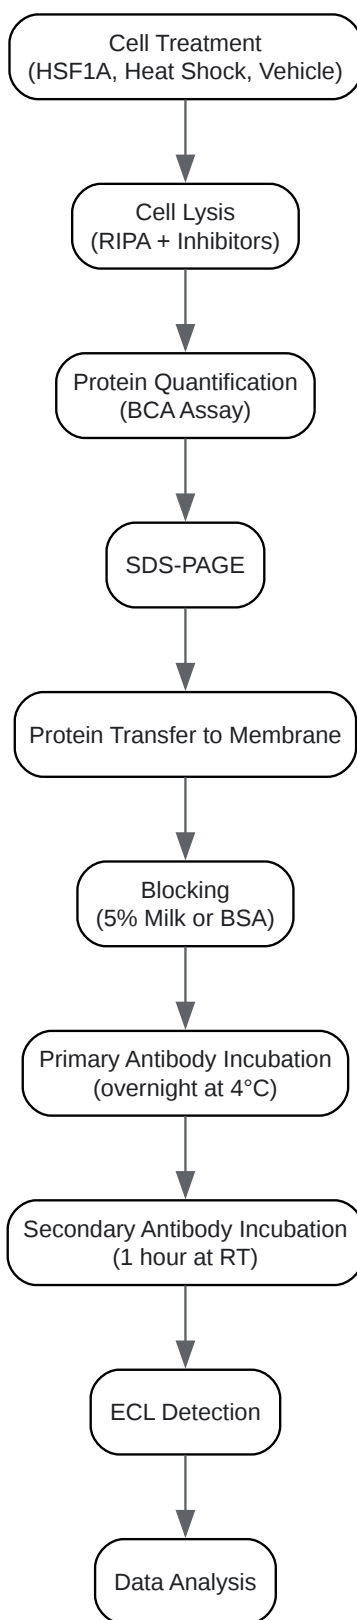 Cell Treatment
(HSF1A, Heat Shock, Vehicle)
Cell Lysis
(RIPA + Inhibitors)
Protein Quantification
(BCA Assay)
SDS-PAGE
Protein Transfer to Membrane
Blocking
(5% Milk or BSA)
Primary Antibody Incubation
(overnight at 4°C)
Secondary Antibody Incubation
(1 hour at RT)
ECL Detection
Data Analysis